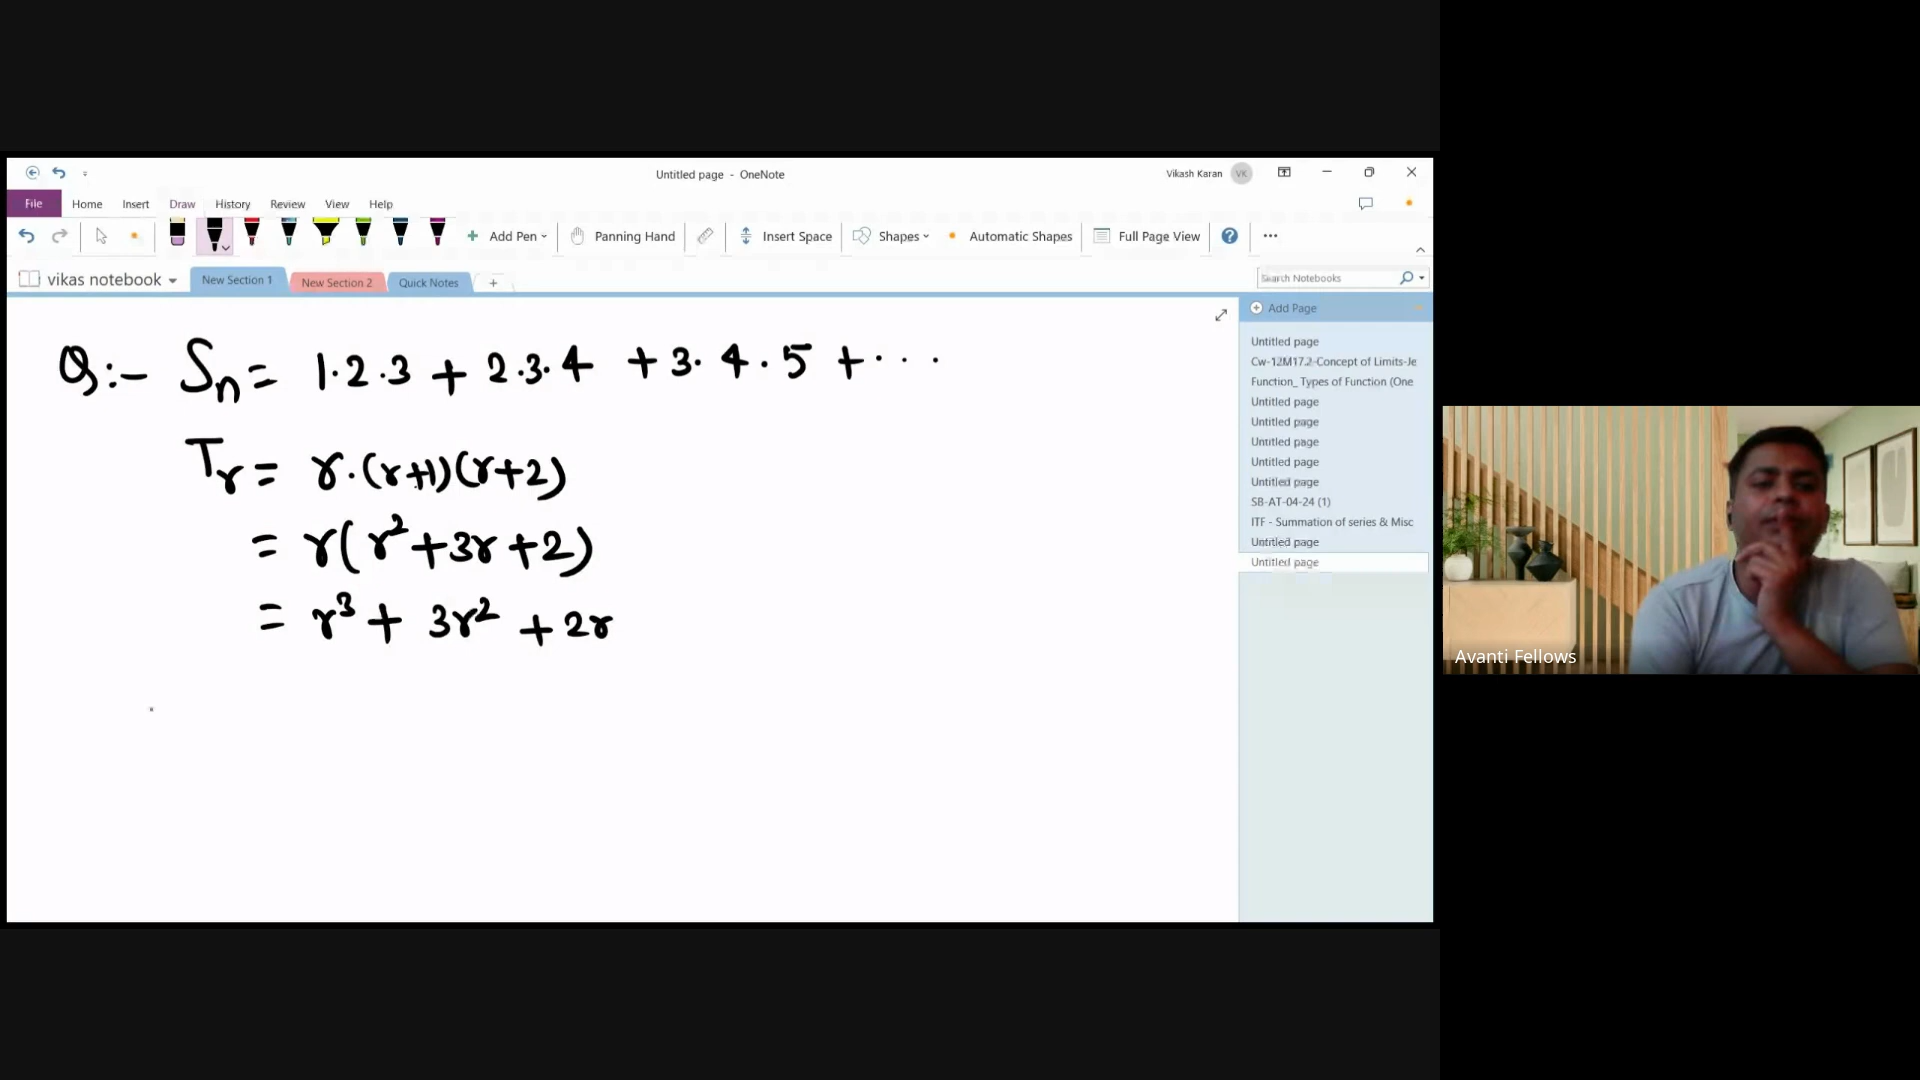 Untitled page - OneNote
Vikash Karan VK
File Home Insert Draw History Review View Help
Add Pen Panning Hand Insert Space Shapes Automatic Shapes Full Page View
vikas notebook New Section 1 New Section 2 Quick Notes + Search Notebooks
Add Page
Untitled page
Cw-12M17.2-Concept of Limits-Je
Function_ Types of Function (One
Untitled page
Untitled page
Untitled page
Untitled page
Untitled page
SB-AT-04-24 (1)
ITF - Summation of series & Misc
Untitled page
Untitled page
Q:- Sₙ = 1·2·3 + 2·3·4 + 3·4·5 + ···
Tᵣ = r·(r+1)(r+2)
= r(r²+3r+2)
= r³ + 3r² + 2r
Avanti Fellows